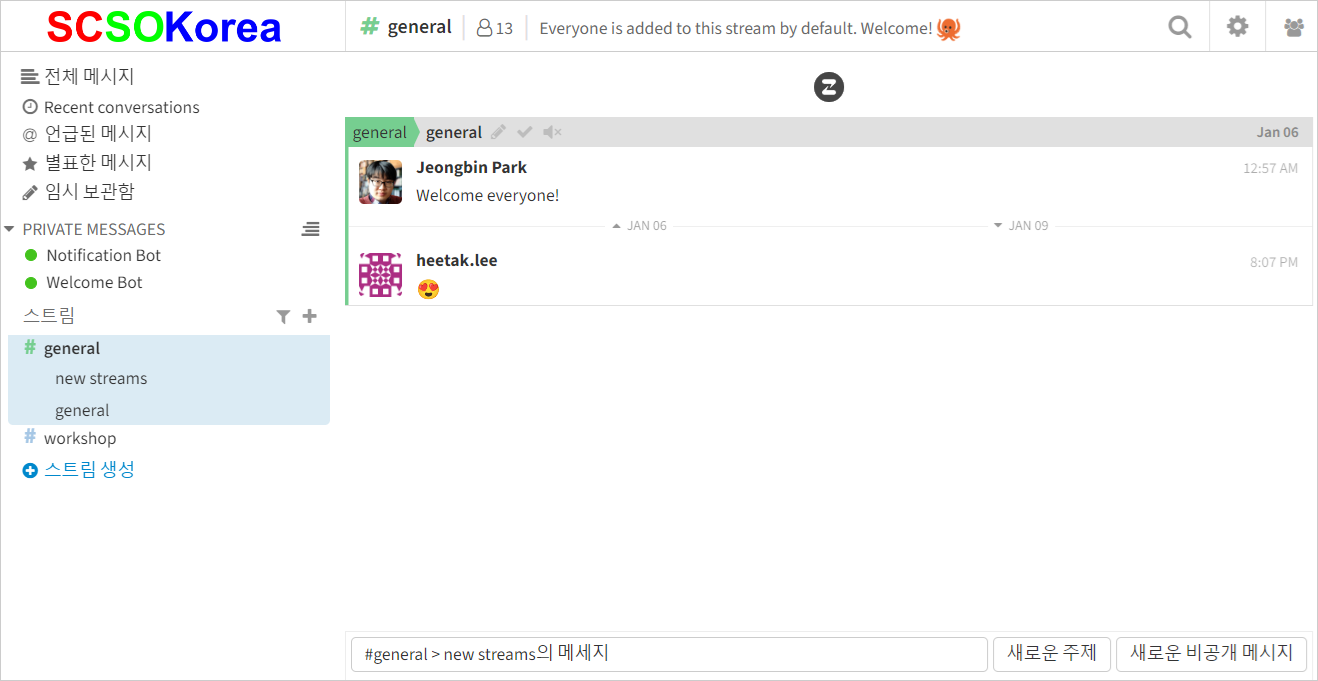 SCSOKorea
# general 13 Everyone is added to this stream by default. Welcome!
전체 메시지
Recent conversations
@ 언급된 메시지
별표한 메시지
임시 보관함
PRIVATE MESSAGES
Notification Bot
Welcome Bot
스트림
# general
new streams
general
# workshop
스트림 생성
Z
general general Jan 06
Jeongbin Park 12:57 AM
Welcome everyone!
JAN 06 JAN 09
heetak.lee 8:07 PM
😍
#general > new streams의 메세지 새로운 주제 새로운 비공개 메시지